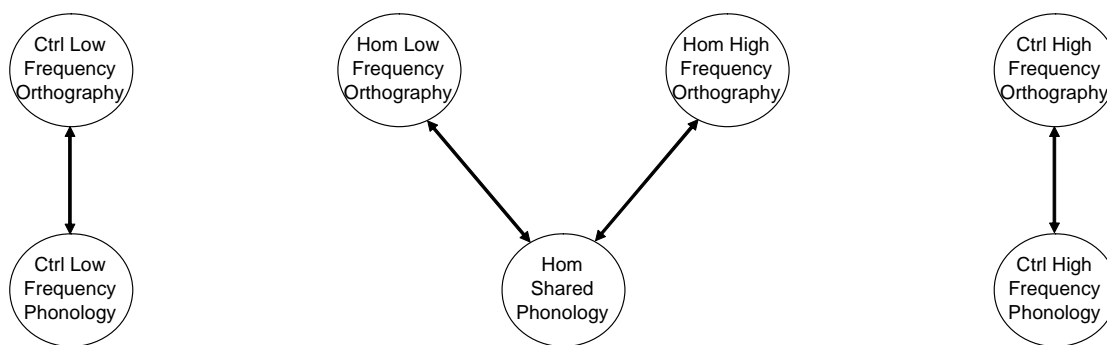 Ctrl Low
Frequency
Orthography
Hom Low
Frequency
Orthography
Hom High
Frequency
Orthography
Ctrl High
Frequency
Orthography
Ctrl Low
Frequency
Phonology
Hom
Shared
Phonology
Ctrl High
Frequency
Phonology